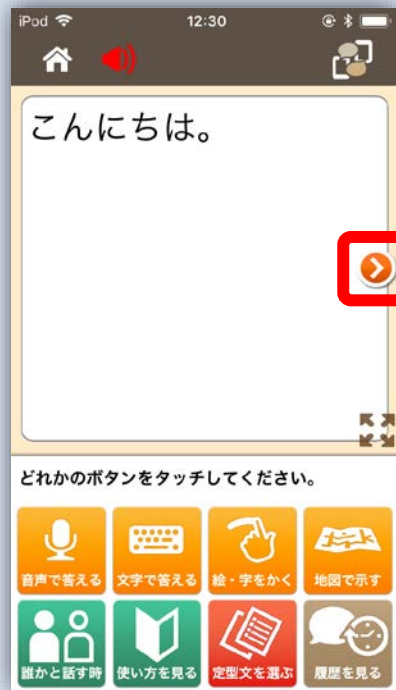 iPod 12:30
こんにちは。
どれかのボタンをタッチしてください。
音声で答える 文字で答える 絵・字をかく 地図で示す
誰かと話す時 使い方を見る 定型文を選ぶ 履歴を見る